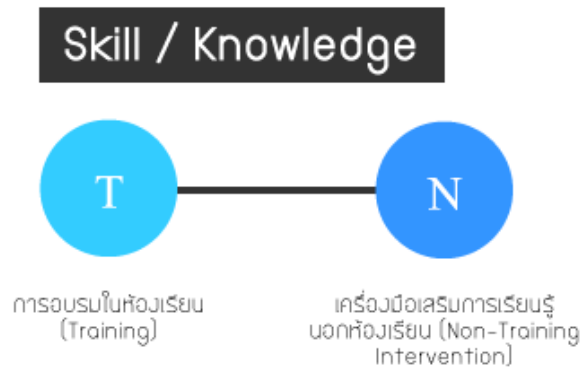 Skill / Knowledge
T
N
การอบรมในห้องเรียน
(Training)
เครื่องมือเสริมการเรียนรู้
นอกห้องเรียน (Non-Training
Intervention)